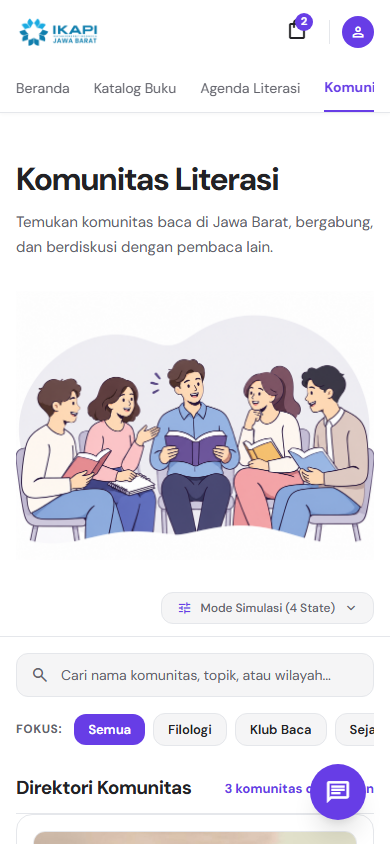 IKAPI
JAWA BARAT
2
Beranda
Katalog Buku
Agenda Literasi
Komuni
Komunitas Literasi
Temukan komunitas baca di Jawa Barat, bergabung,
dan berdiskusi dengan pembaca lain.
Mode Simulasi (4 State)
Cari nama komunitas, topik, atau wilayah...
FOKUS:
Semua
Filologi
Klub Baca
Seja
Direktori Komunitas
3 komunitas